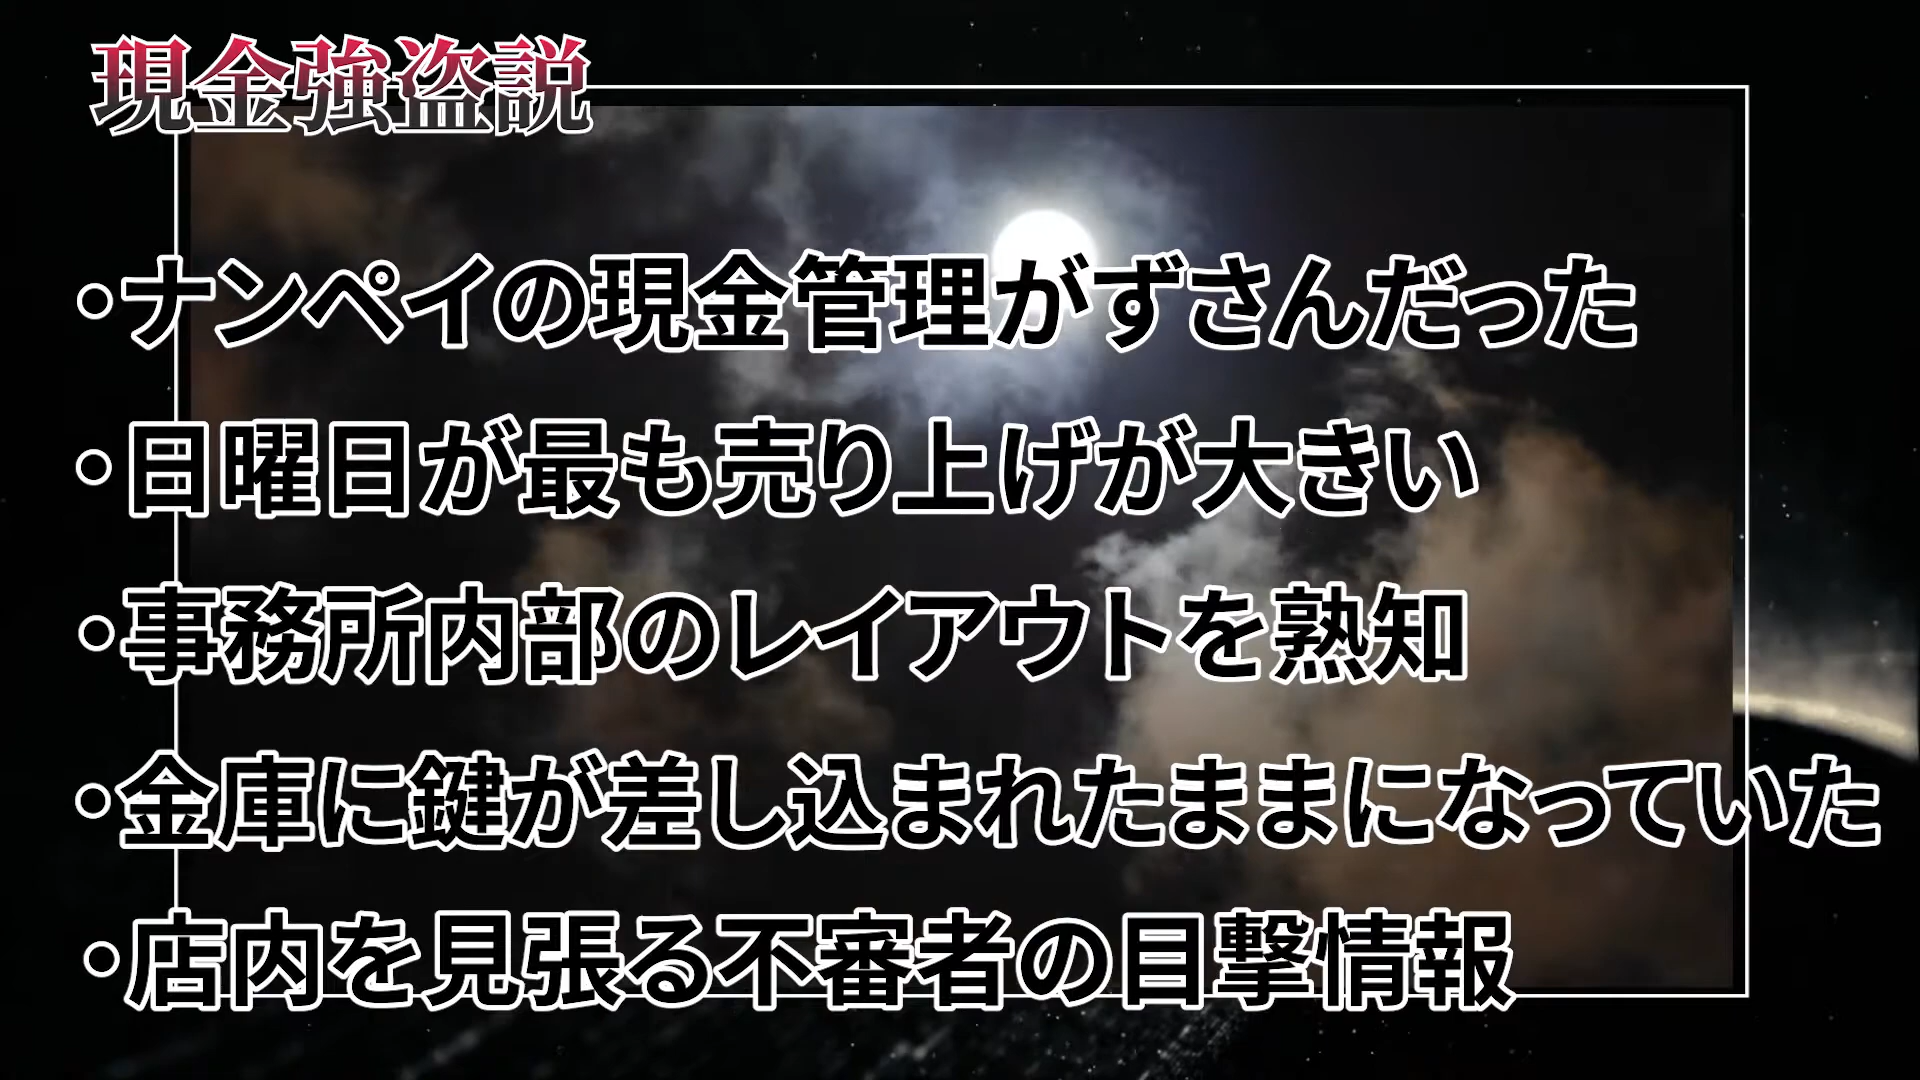 現金強盗説
・ナンペイの現金管理がずさんだった
・日曜日が最も売り上げが大きい
・事務所内部のレイアウトを熟知
・金庫に鍵が差し込まれたままになっていた
・店内を見張る不審者の目撃情報